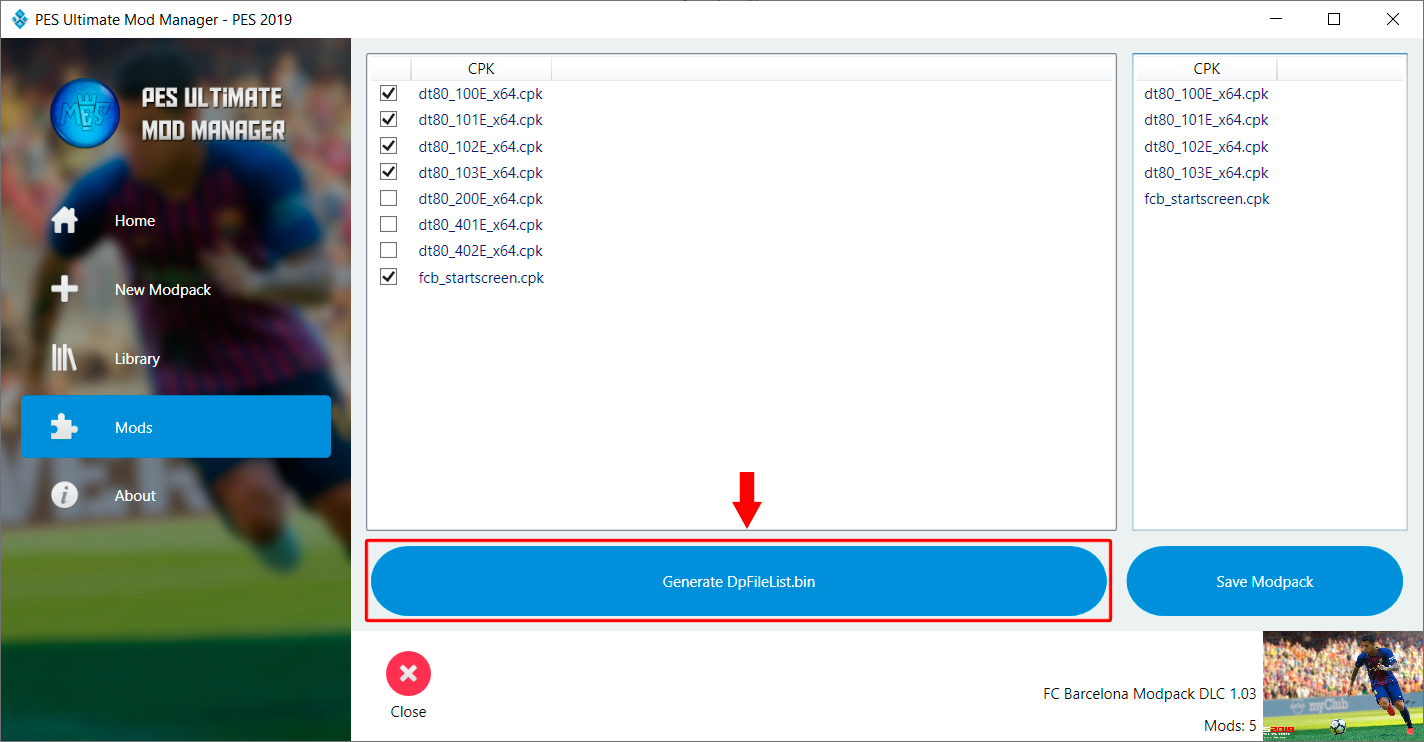 PES Ultimate Mod Manager - PES 2019
PES ULTiMATE
MOD MANAGER
MES
Home
New Modpack
Library
Mods
About
CPK
dt80_100E_x64.cpk
dt80_101E_x64.cpk
dt80_102E_x64.cpk
dt80_103E_x64.cpk
dt80_200E_x64.cpk
dt80_401E_x64.cpk
dt80_402E_x64.cpk
fcb_startscreen.cpk
CPK
dt80_100E_x64.cpk
dt80_101E_x64.cpk
dt80_102E_x64.cpk
dt80_103E_x64.cpk
fcb_startscreen.cpk
Generate DpFileList.bin
Save Modpack
Close
FC Barcelona Modpack DLC 1.03
Mods: 5
myClub